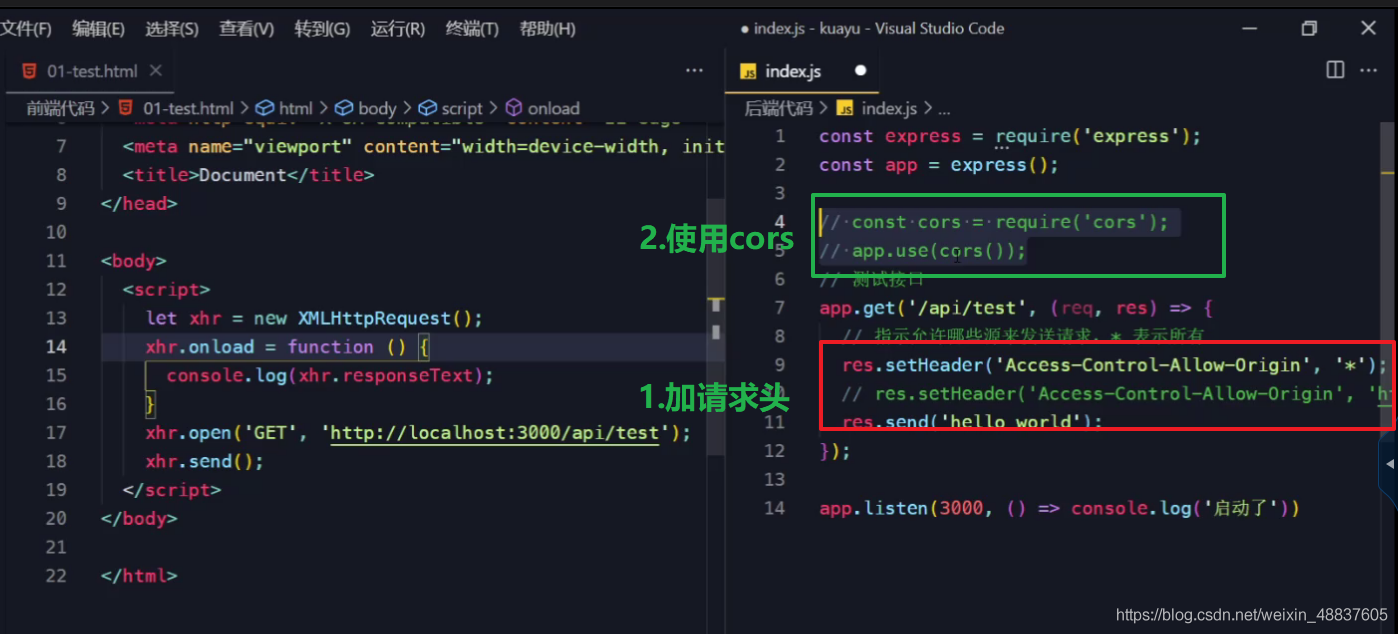 文件(F) 编辑(E) 选择(S) 查看(V) 转到(G) 运行(R) 终端(T) 帮助(H)
● index.js - kuayu - Visual Studio Code
01-test.html
前端代码 > 01-test.html > html > body > script > onload
7 <meta name="viewport" content="width=device-width, init
8 <title>Document</title>
9 </head>
10
11 <body>
12 <script>
13 let xhr = new XMLHttpRequest();
14 xhr.onload = function () {
15 console.log(xhr.responseText);
16 }
17 xhr.open('GET', 'http://localhost:3000/api/test');
18 xhr.send();
19 </script>
20 </body>
21
22 </html>
2.使用cors
1.加请求头
index.js
后端代码 > index.js > ...
1 const express = require('express');
2 const app = express();
3
4 // const cors = require('cors');
5 // app.use(cors());
6 // 测试接口
7 app.get('/api/test', (req, res) => {
8 // 指示允许哪些源来发送请求, * 表示所有
9 res.setHeader('Access-Control-Allow-Origin', '*');
// res.setHeader('Access-Control-Allow-Origin', 'ht
11 res.send('hello world');
12 });
13
14 app.listen(3000, () => console.log('启动了'))
https://blog.csdn.net/weixin_48837605